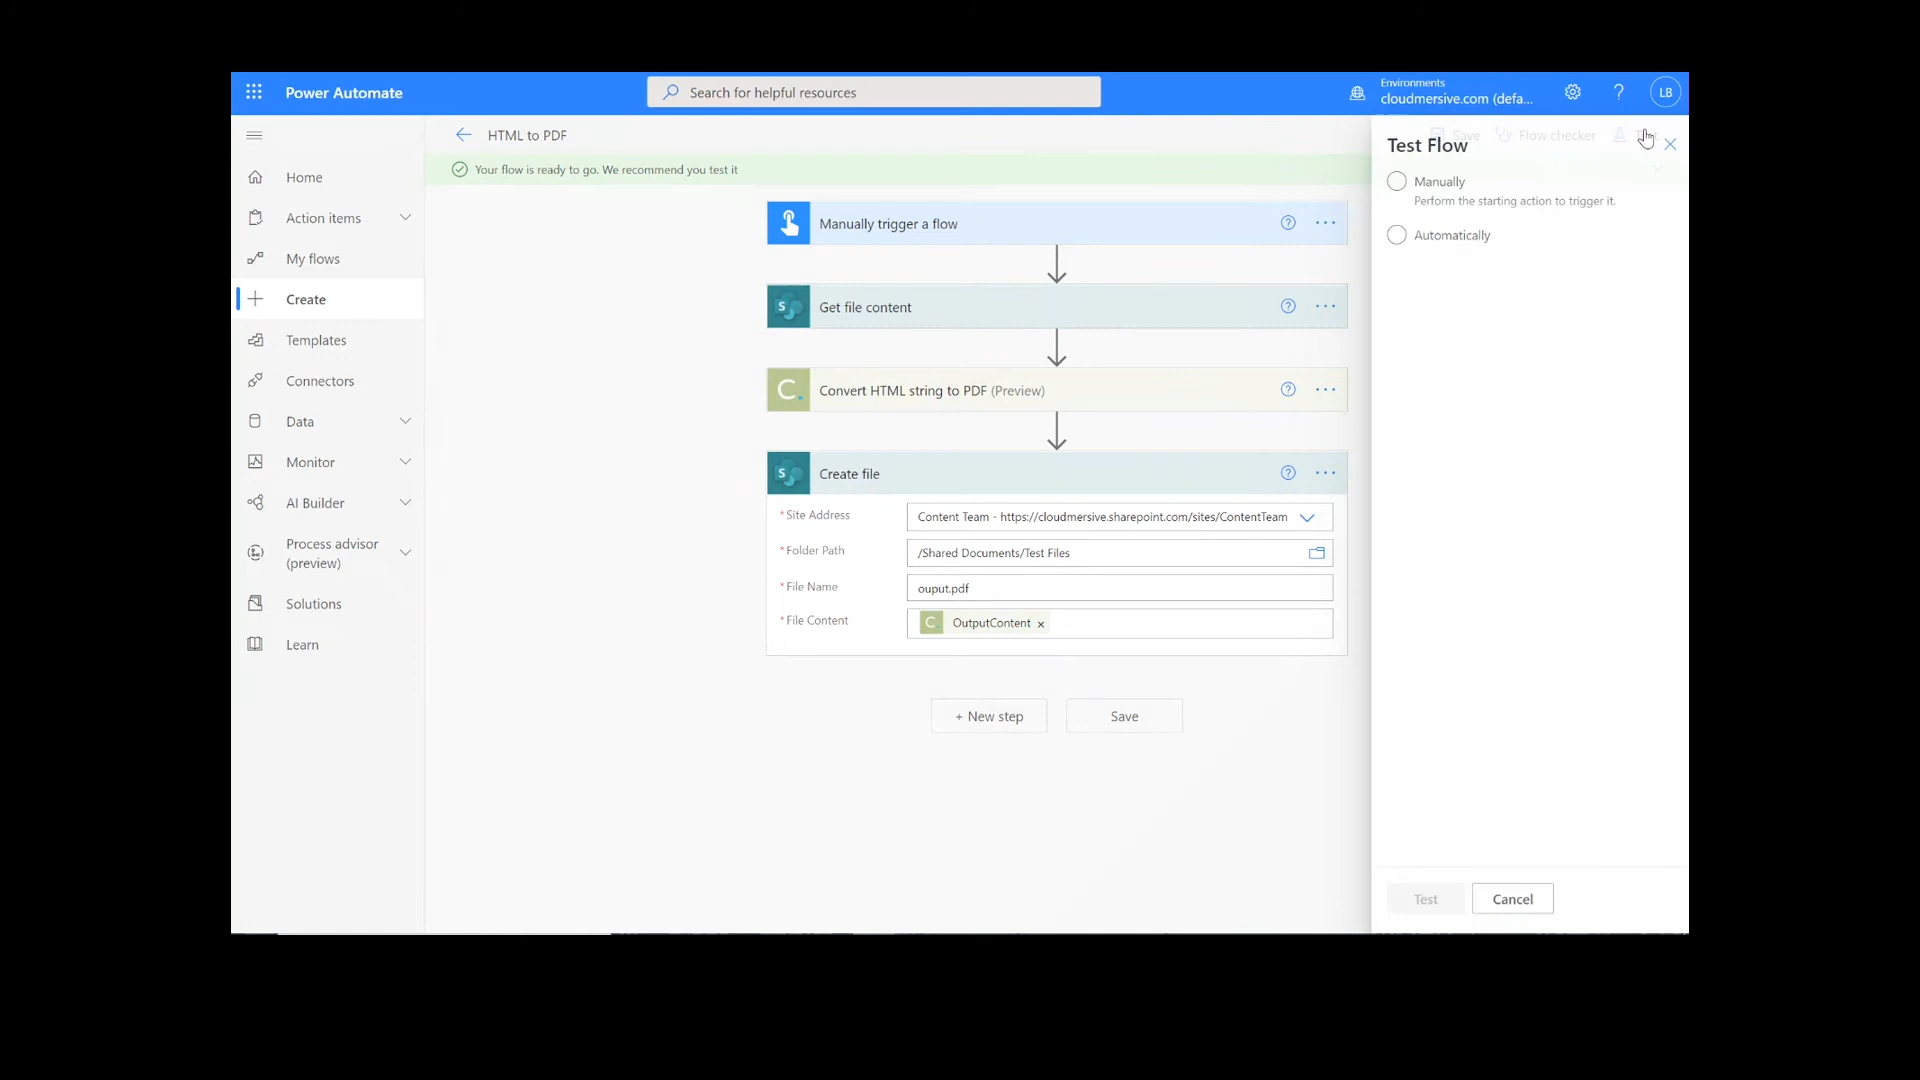 Power Automate
Search for helpful resources
Environments
cloudmersive.com (defa...
LB
HTML to PDF
Save
Flow checker
Your flow is ready to go. We recommend you test it
Home
Action items
My flows
Create
Templates
Connectors
Data
Monitor
AI Builder
Process advisor
(preview)
Solutions
Learn
Manually trigger a flow
Get file content
C.
Convert HTML string to PDF (Preview)
S
Create file
* Site Address
Content Team - https://cloudmersive.sharepoint.com/sites/ContentTeam
* Folder Path
/Shared Documents/Test Files
* File Name
ouput.pdf
* File Content
C OutputContent ×
+ New step
Save
Test Flow
Manually
Perform the starting action to trigger it.
Automatically
Test
Cancel